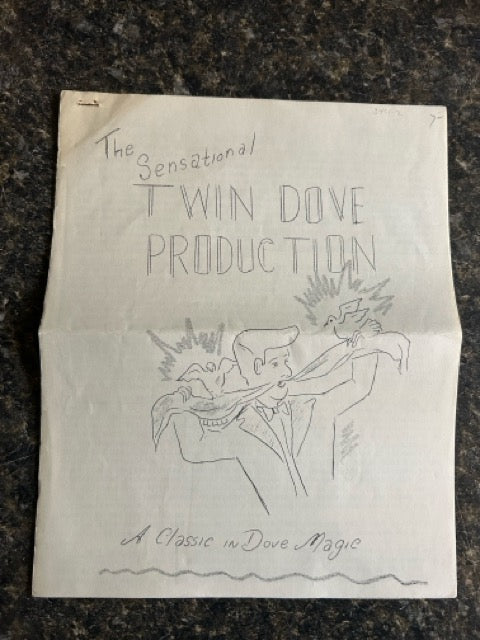 The
Sensational
TWIN DOVE
PRODUCTION
A Classic in Dove Magic